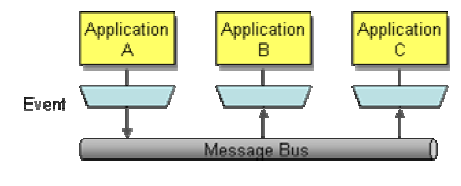 Application
A
Application
B
Application
C
Event
Message Bus